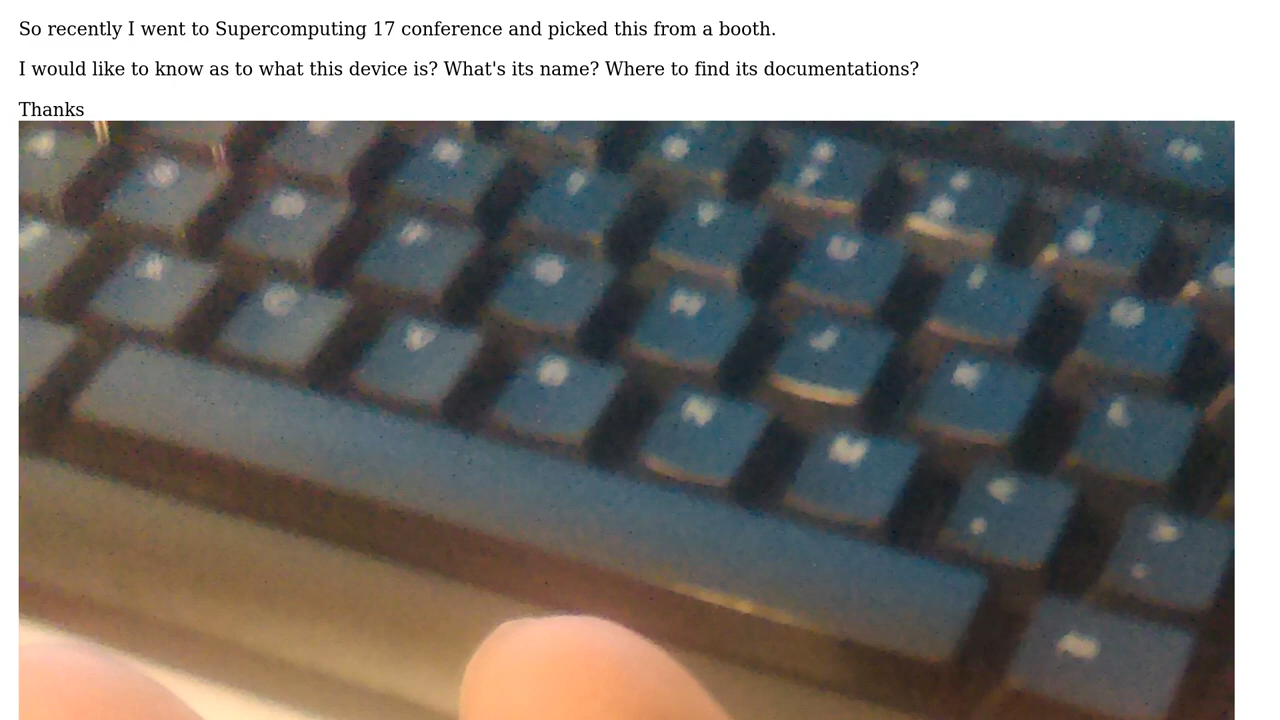 So recently I went to Supercomputing 17 conference and picked this from a booth.
I would like to know as to what this device is? What's its name? Where to find its documentations?
Thanks